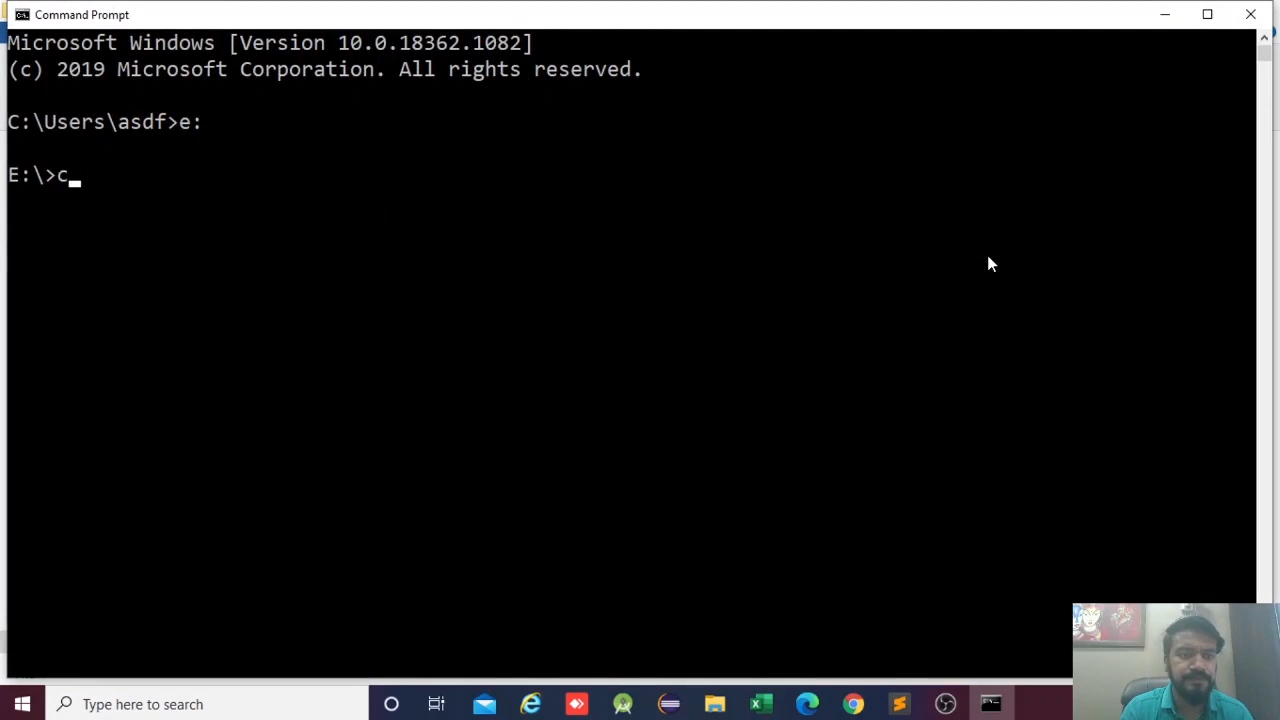 Command Prompt
Microsoft Windows [Version 10.0.18362.1082]
(c) 2019 Microsoft Corporation. All rights reserved.
C:\Users\asdf>e:
E:\>c_
Type here to search